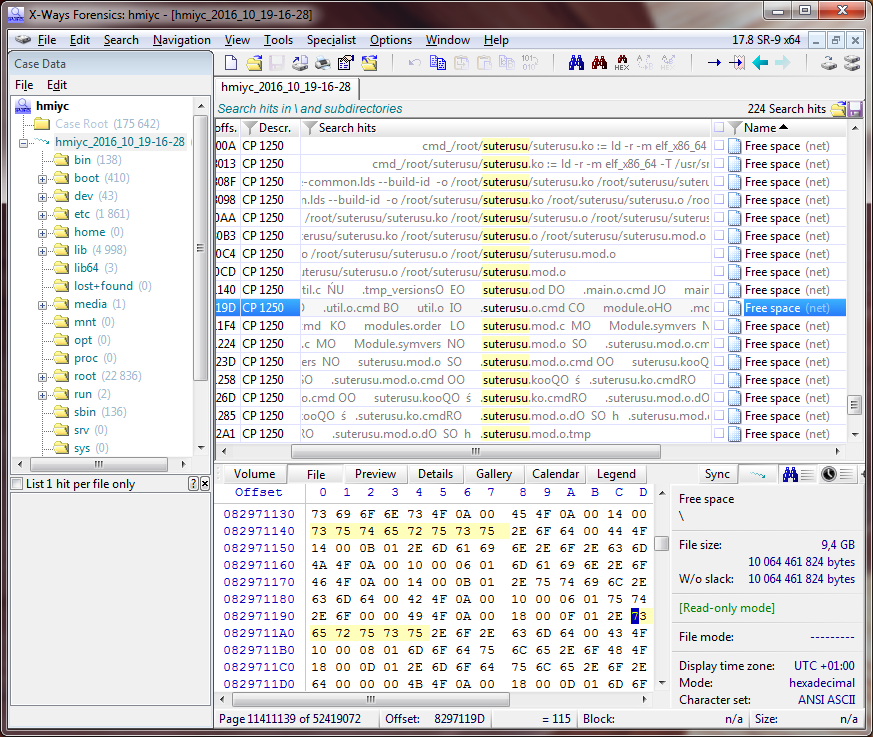 X-Ways Forensics: hmiyc - [hmiyc_2016_10_19-16-28]
File Edit Search Navigation View Tools Specialist Options Window Help 17.8 SR-9 x64
Case Data
File Edit
hmiyc
Case Root (175 642)
hmiyc_2016_10_19-16-28
bin (138)
boot (410)
dev (43)
etc (1 861)
home (0)
lib (4 998)
lib64 (3)
lost+found (0)
media (1)
mnt (0)
opt (0)
proc (0)
root (22 836)
run (2)
sbin (136)
srv (0)
sys (0)
List 1 hit per file only
hmiyc_2016_10_19-16-28
Search hits in \ and subdirectories 224 Search hits
offs. Descr. Search hits Name
00A CP 1250 cmd_/root/suterusu/suterusu.ko := ld -r -m elf_x86_64 Free space (net)
8013 CP 1250 cmd_/root/suterusu/suterusu.ko := ld -r -m elf_x86_64 -T /usr/sr Free space (net)
808F CP 1250 e-common.lds --build-id -o /root/suterusu/suterusu.ko /root/suterusu/ Free space (net)
8098 CP 1250 n.lds --build-id -o /root/suterusu/suterusu.ko /root/suterusu/suterusu.o /root Free space (net)
0AA CP 1250 /root/suterusu/suterusu.ko /root/suterusu/suterusu.o /root/suterusu/ Free space (net)
80B3 CP 1250 terusu/suterusu.ko /root/suterusu/suterusu.o /root/suterusu/suterusu.mod.o Free space (net)
0C4 CP 1250 o /root/suterusu/suterusu.o /root/suterusu/suterusu.mod.o Free space (net)
0CD CP 1250 uterusu/suterusu.o /root/suterusu/suterusu.mod.o Free space (net)
.140 CP 1250 util.c ŃU .tmp_versionsO EO suterusu.od DO .main.o.cmd JO main Free space (net)
19D CP 1250 .util.o.cmd BO util.o IO .suterusu.o.cmd CO module.oHO .mc Free space (net)
.1F4 CP 1250 md KO modules.order LO suterusu.mod.c MO Module.symvers N Free space (net)
.224 CP 1250 .c MO Module.symvers NO suterusu.mod.o SO .suterusu.mod.o.cmd Free space (net)
23D CP 1250 ers NO suterusu.mod.o SO .suterusu.mod.o.cmd OO suterusu.kooQ Free space (net)
.258 CP 1250 SO .suterusu.mod.o.cmd OO suterusu.kooQO ś .suterusu.ko.cmdRO Free space (net)
26D CP 1250 o.cmd OO suterusu.kooQO ś .suterusu.ko.cmdRO .suterusu.mod.o.dO Free space (net)
.285 CP 1250 ooQO ś .suterusu.ko.cmdRO .suterusu.mod.o.dO SO h .suterusu.mod. Free space (net)
2A1 CP 1250 RO .suterusu.mod.o.dO SO h .suterusu.mod.o.tmp Free space (net)
Volume File Preview Details Gallery Calendar Legend Sync
Offset 0 1 2 3 4 5 6 7 8 9 A B C D
082971130 73 69 6F 6E 73 4F 0A 00 45 4F 0A 00 14 00
082971140 73 75 74 65 72 75 73 75 2E 6F 64 00 44 4F
082971150 14 00 0B 01 2E 6D 61 69 6E 2E 6F 2E 63 6D
082971160 4A 4F 0A 00 10 00 06 01 6D 61 69 6E 2E 6F
082971170 46 4F 0A 00 14 00 0B 01 2E 75 74 69 6C 2E
082971180 63 6D 64 00 42 4F 0A 00 10 00 06 01 75 74
082971190 2E 6F 00 00 49 4F 0A 00 18 00 0F 01 2E 73
0829711A0 65 72 75 73 75 2E 6F 2E 63 6D 64 00 43 4F
0829711B0 10 00 08 01 6D 6F 64 75 6C 65 2E 6F 48 4F
0829711C0 18 00 0D 01 2E 6D 6F 64 75 6C 65 2E 6F 2E
0829711D0 64 00 00 00 4B 4F 0A 00 18 00 0D 01 6D 6F
Free space
\
File size: 9,4 GB
10 064 461 824 bytes
W/o slack: 10 064 461 824 bytes
[Read-only mode]
File mode: ---------
Display time zone: UTC +01:00
Mode: hexadecimal
Character set: ANSI ASCII
Page 11411139 of 52419072 Offset: 8297119D = 115 Block: n/a Size: n/a